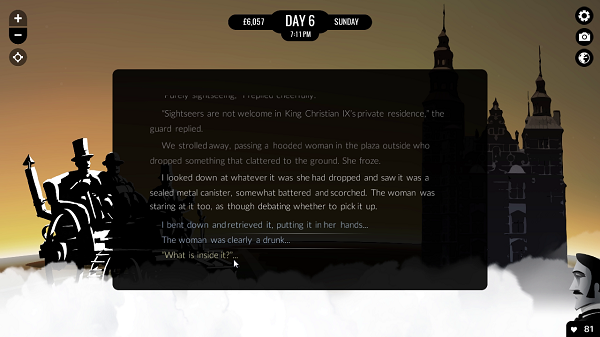 £6,057 DAY 6 SUNDAY
7:11 PM
"Purely sightseeing," I replied cheerfully.
"Sightseers are not welcome in King Christian IX's private residence," the
guard replied.
We strolled away, passing a hooded woman in the plaza outside who
dropped something that clattered to the ground. She froze.
I looked down at whatever it was she had dropped and saw it was a
sealed metal canister, somewhat battered and scorched. The woman was
staring at it too, as though debating whether to pick it up.
I bent down and retrieved it, putting it in her hands...
The woman was clearly a drunk...
"What is inside it?"...
81